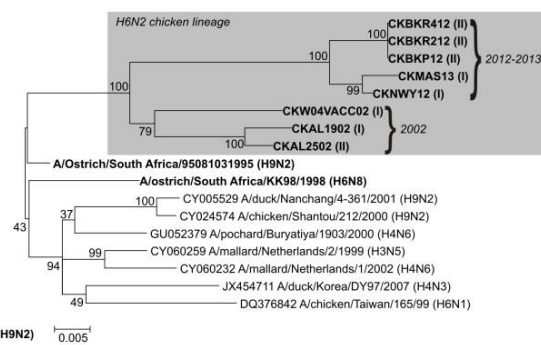 H6N2 chicken lineage
CKBKR412 (II)
100
CKBKR212 (II)
100
CKBKP12 (II)
2012-2013
CKMAS13 (I)
100
99
CKNWY12 (I)
CKW04VACC02 (I)
79
CKAL1902 (I)
2002
100
CKAL2502 (II)
A/Ostrich/South Africa/95081031995 (H9N2)
A/ostrich/South Africa/KK98/1998 (H6N8)
100
CY005529 A/duck/Nanchang/4-361/2001 (H9N2)
37
CY024574 A/chicken/Shantou/212/2000 (H9N2)
43
GU052379 A/pochard/Buryatiya/1903/2000 (H4N6)
99
CY060259 A/mallard/Netherlands/2/1999 (H3N5)
94
CY060232 A/mallard/Netherlands/1/2002 (H4N6)
JX454711 A/duck/Korea/DY97/2007 (H4N3)
49
DQ376842 A/chicken/Taiwan/165/99 (H6N1)
H9N2)
0.005